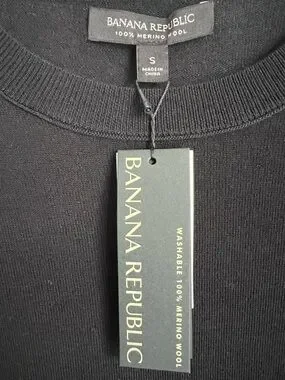 BANANA REPUBLIC
100% MERINO WOOL
S
MADE IN
CHINA
BANANA REPUBLIC
WASHABLE 100% MERINO WOOL